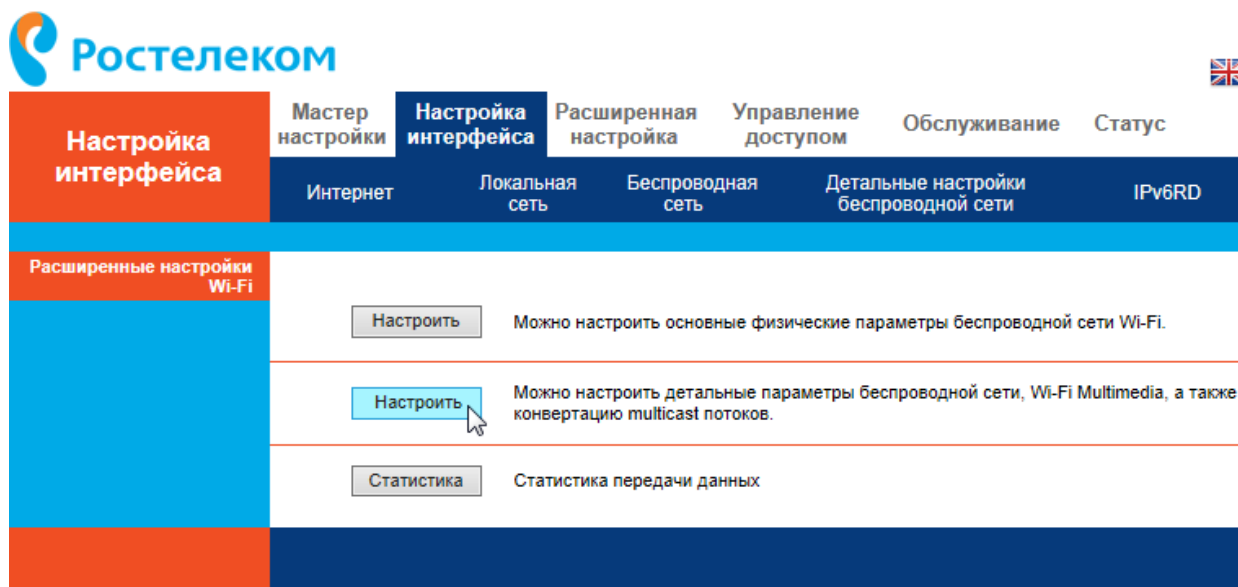 Ростелеком
Настройка
интерфейса
Мастер
настройки
Настройка
интерфейса
Расширенная
настройка
Управление
доступом
Обслуживание
Статус
Интернет
Локальная
сеть
Беспроводная
сеть
Детальные настройки
беспроводной сети
IPv6RD
Расширенные настройки
Wi-Fi
Настроить
Можно настроить основные физические параметры беспроводной сети Wi-Fi.
Настроить
Можно настроить детальные параметры беспроводной сети, Wi-Fi Multimedia, а также
конвертацию multicast потоков.
Статистика
Статистика передачи данных